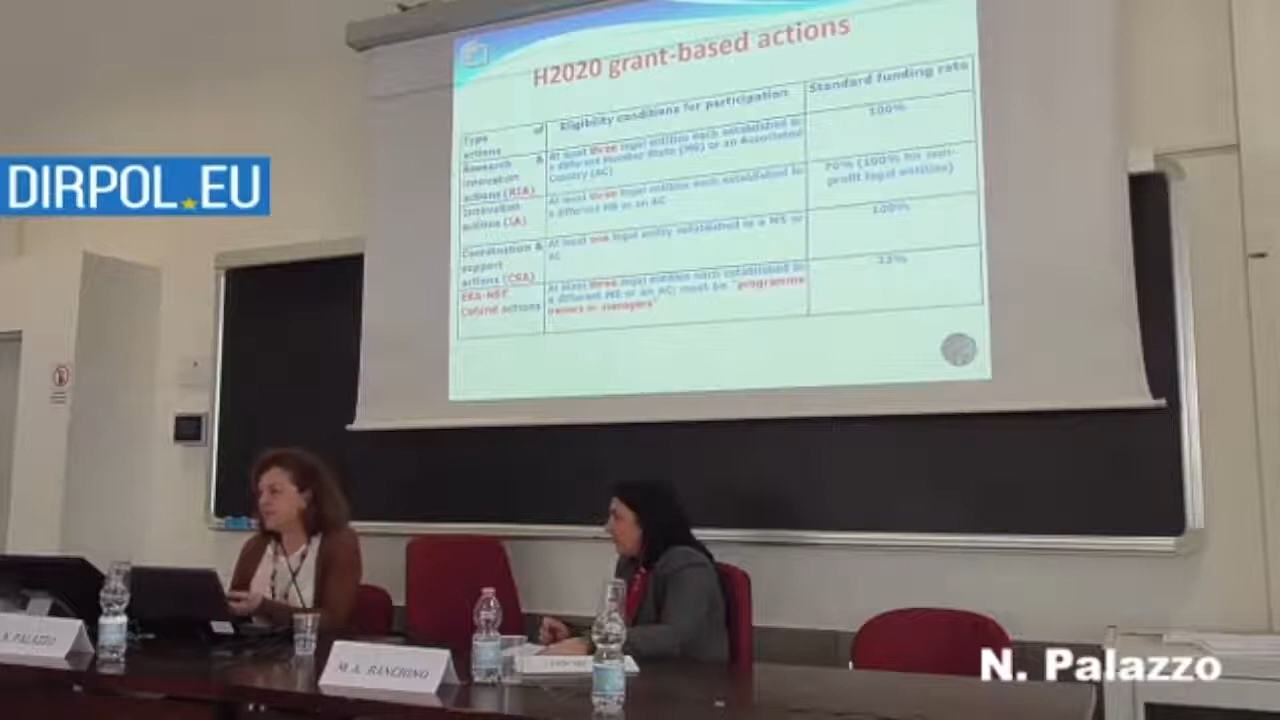 H2020 grant-based actions
Type of actions
Eligibility conditions for participation
Standard funding rate
Research & innovation actions (RIA)
At least three legal entities each established in
a different Member State (MS) or an Associated
Country (AC)
100%
Innovation actions (IA)
At least three legal entities each established in
a different MS or an AC
70% (100% for non-
profit legal entities)
Coordination & support actions (CSA)
At least one legal entity established in a MS or
AC
100%
ERA-NET
Cofund actions
At least three legal entities each established in
a different MS or an AC; must be "programme
owners or managers"
DIRPOL.EU
N. PALAZZO
M. A. RANCHINO
N. Palazzo